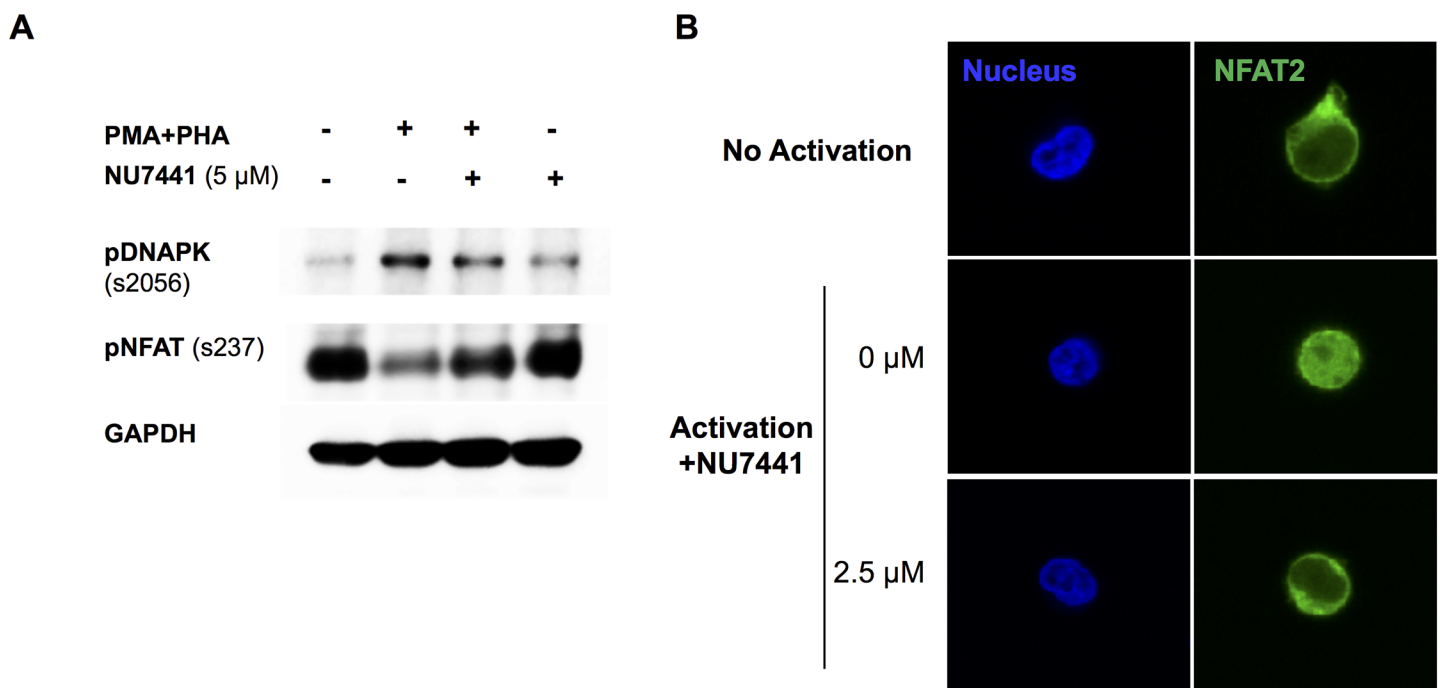 A
PMA+PHA - + + -
NU7441 (5 µM) - - + +
pDNAPK
(s2056)
pNFAT (s237)
GAPDH
B
Nucleus NFAT2
No Activation
0 µM
Activation
+NU7441
2.5 µM